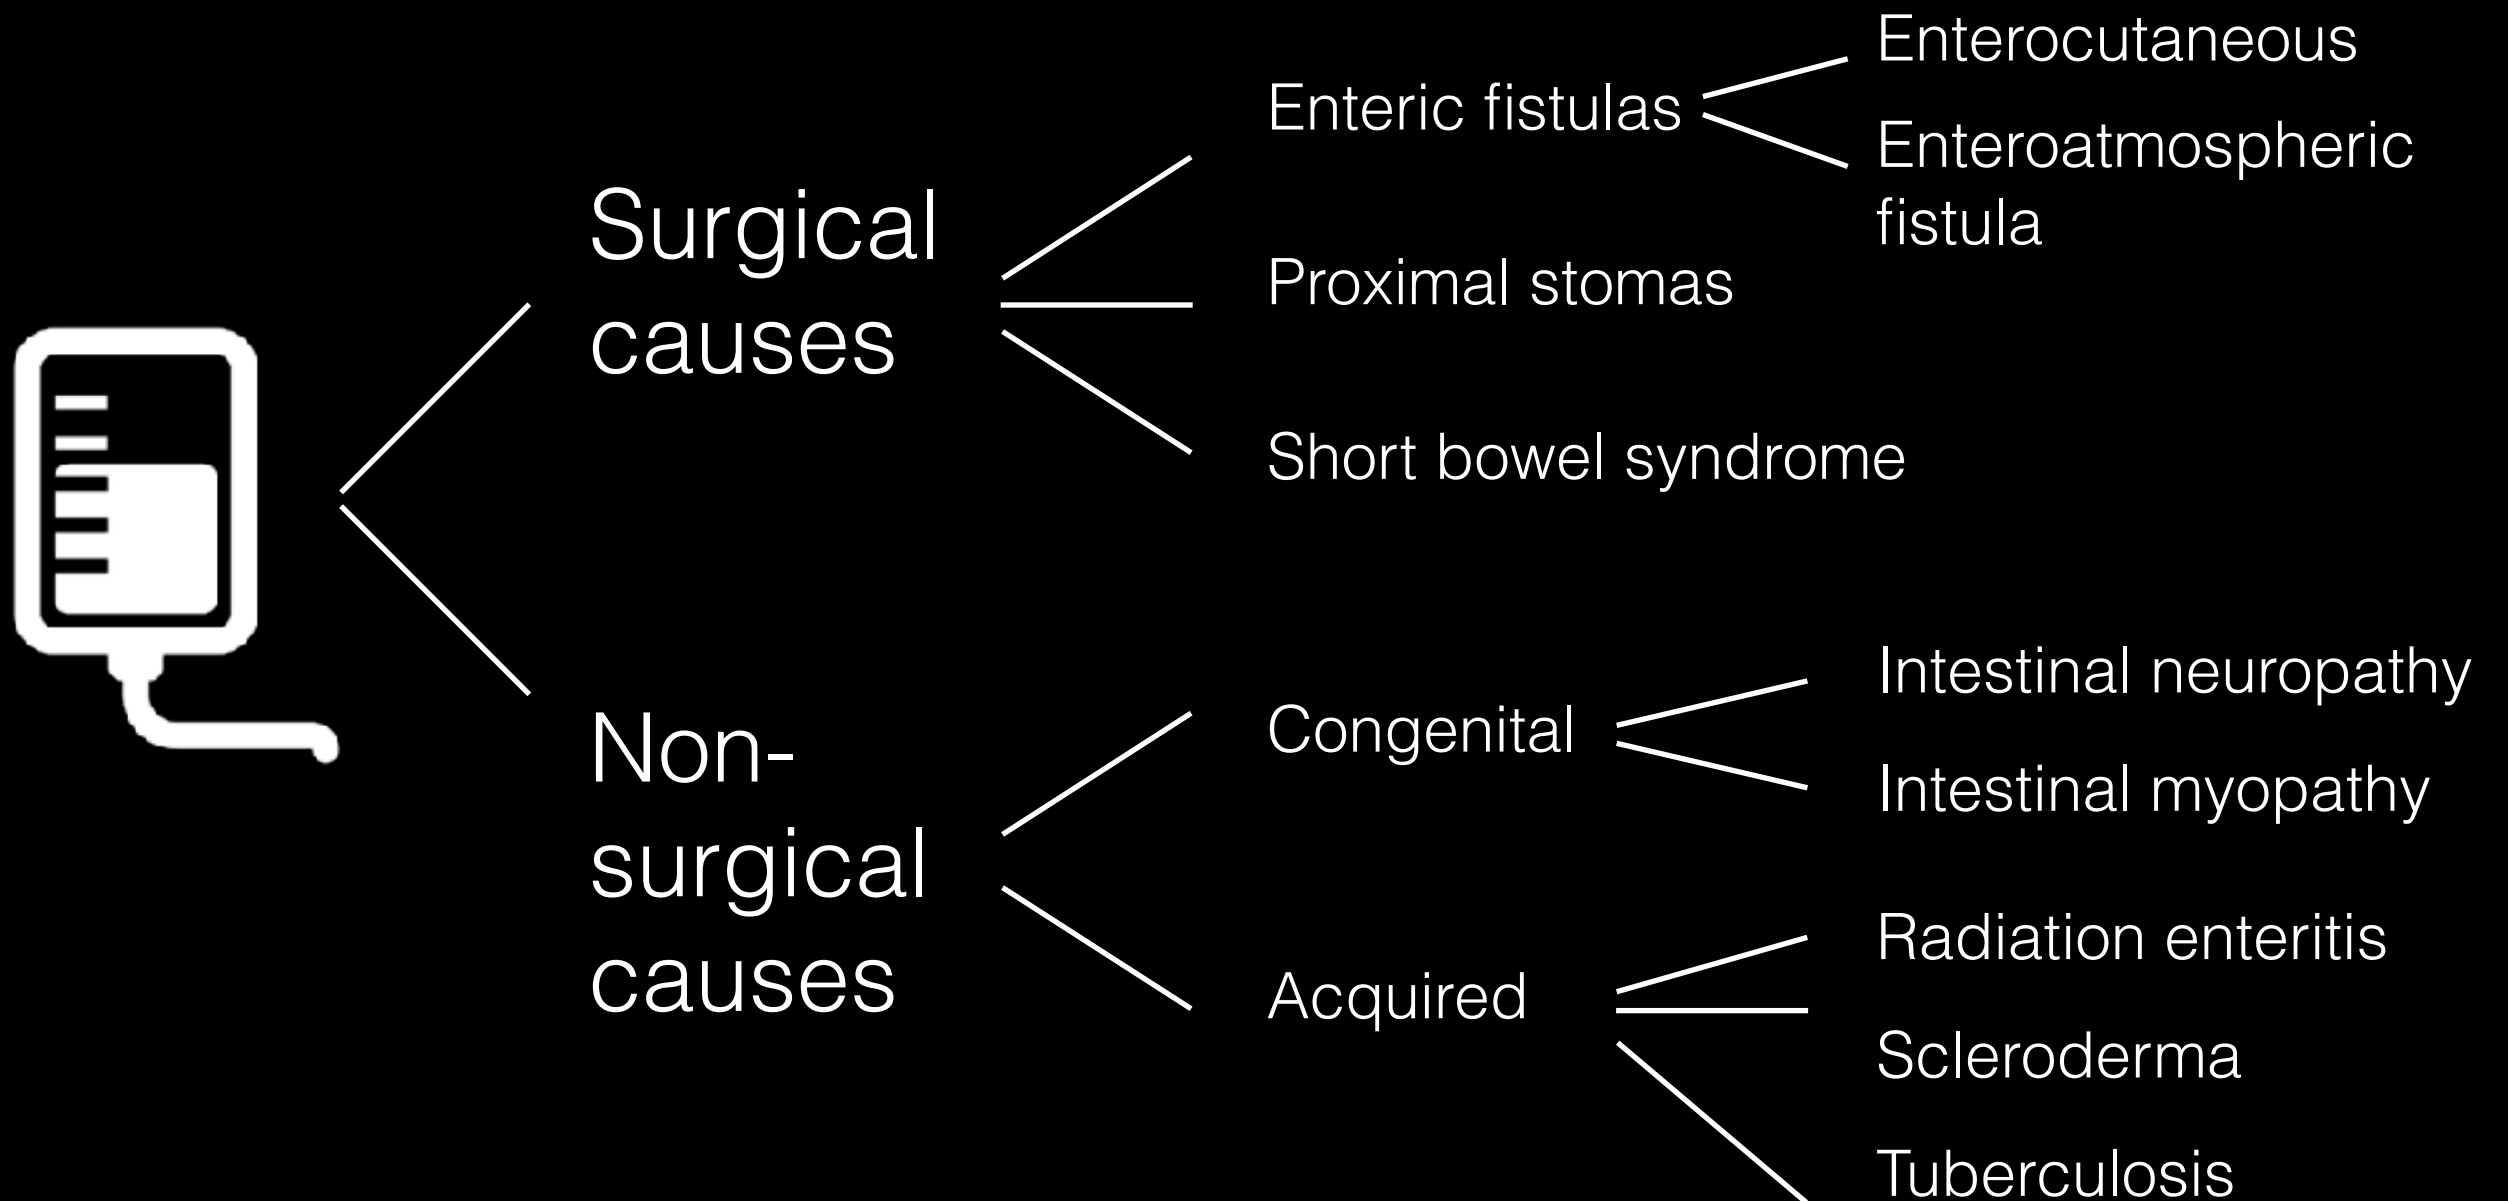 Surgical
causes
Enteric fistulas
Enterocutaneous
Enteroatmospheric
fistula
Proximal stomas
Short bowel syndrome
Non-
surgical
causes
Congenital
Intestinal neuropathy
Intestinal myopathy
Acquired
Radiation enteritis
Scleroderma
Tuberculosis